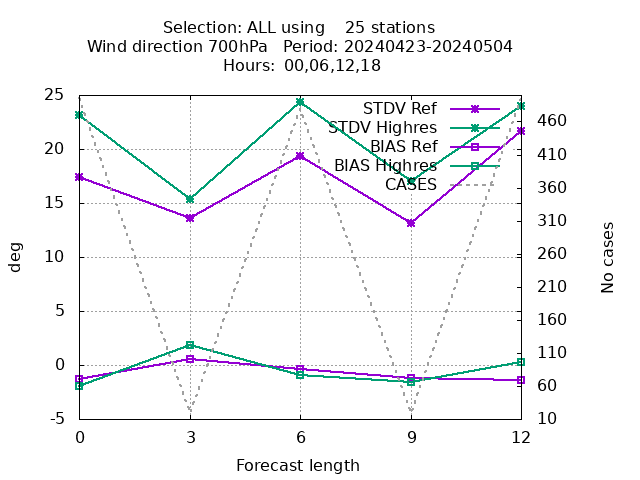 Selection: ALL using    25 stations
Wind direction 700hPa   Period: 20240423-20240504
Hours: 00,06,12,18
STDV Ref
STDV Highres
BIAS Ref
BIAS Highres
CASES
25
20
15
10
5
0
-5
deg
460
410
360
310
260
210
160
110
60
10
No cases
0 3 6 9 12
Forecast length